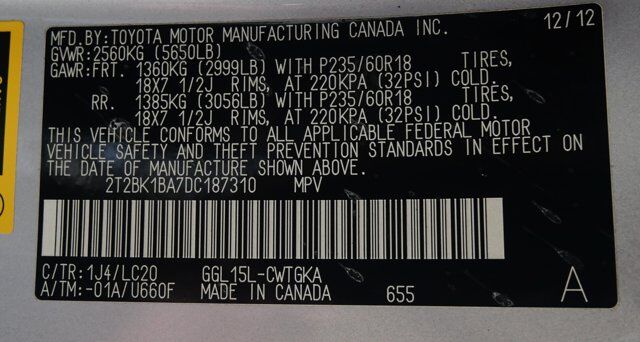 MFD.BY:TOYOTA MOTOR MANUFACTURING CANADA INC. 12/12
GVWR:2560KG (5650LB)
GAWR:FRT. 1360KG (2999LB) WITH P235/60R18 TIRES,
18X7 1/2J RIMS, AT 220KPA (32PSI) COLD.
RR. 1385KG (3056LB) WITH P235/60R18 TIRES,
18X7 1/2J RIMS, AT 220KPA (32PSI) COLD.
THIS VEHICLE CONFORMS TO ALL APPLICABLE FEDERAL MOTOR
VEHICLE SAFETY AND THEFT PREVENTION STANDARDS IN EFFECT ON
THE DATE OF MANUFACTURE SHOWN ABOVE.
2T2BK1BA7DC187310 MPV
C/TR:1J4/LC20 GGL15L-CWTGKA
A/TM:-01A/U660F MADE IN CANADA 655 A